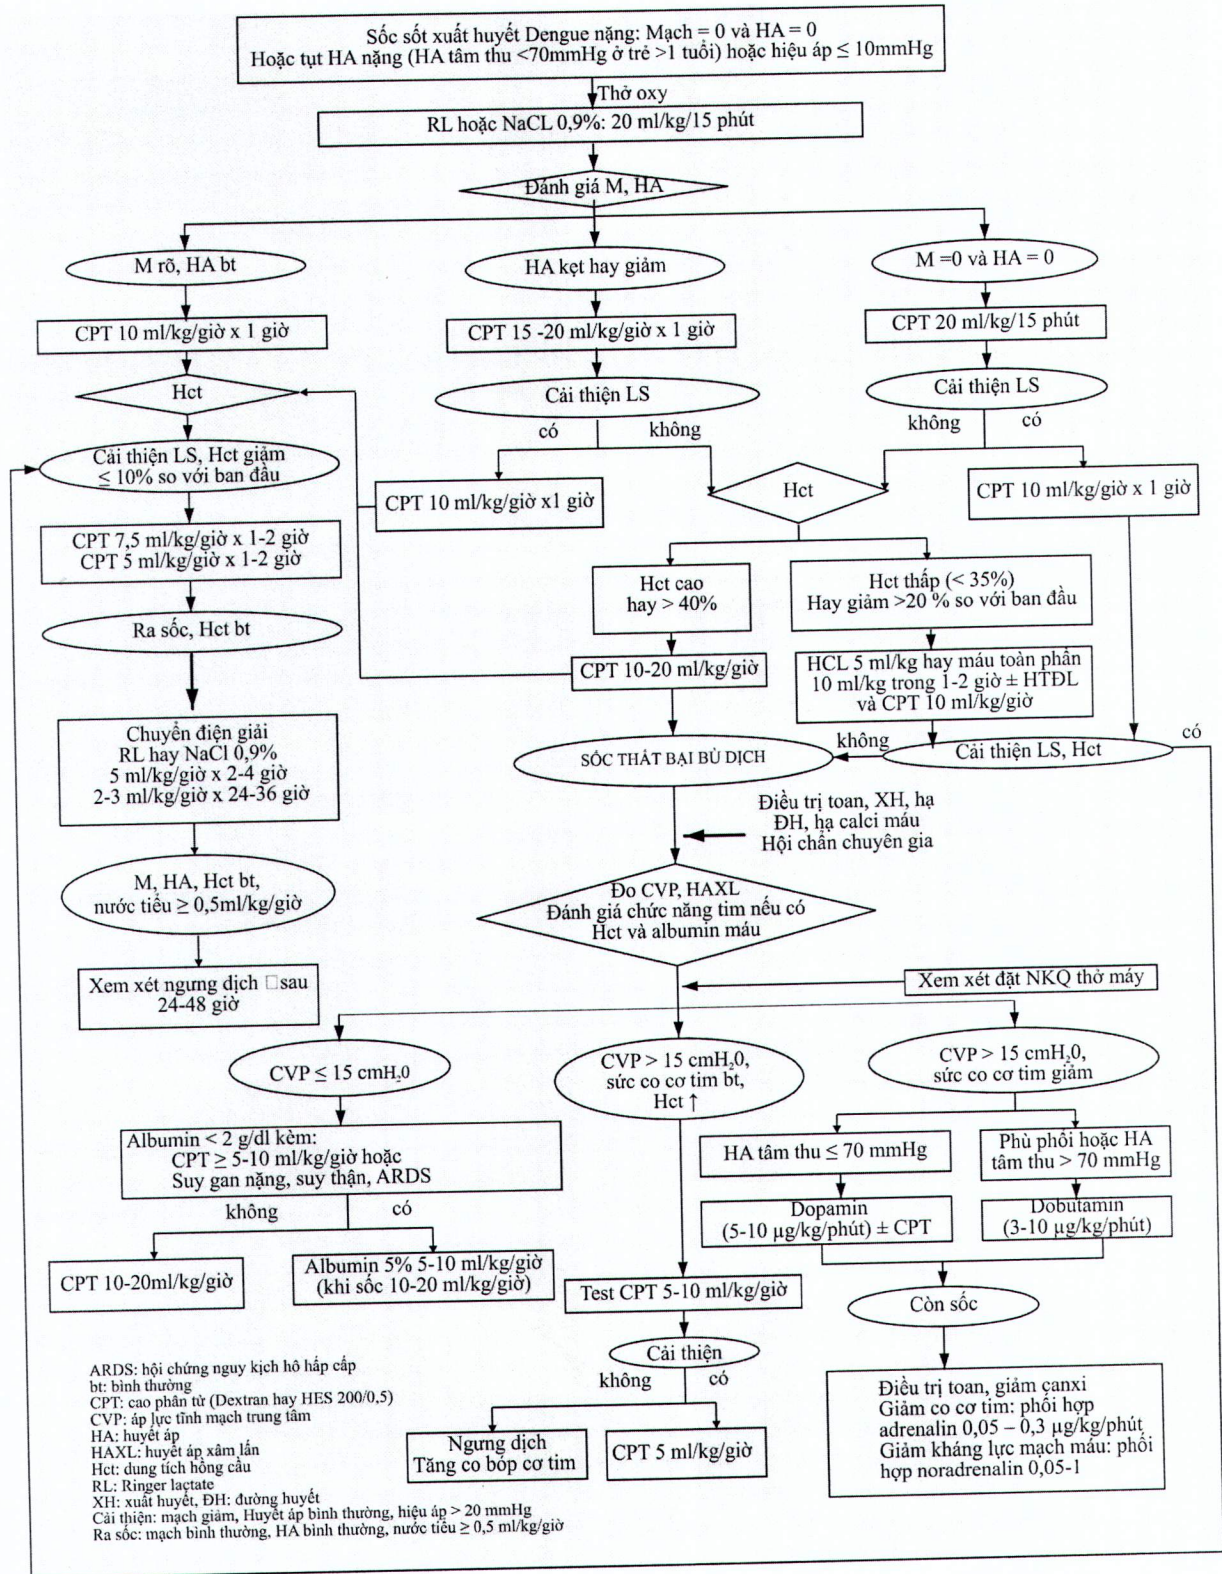 Sốc sốt xuất huyết Dengue nặng: Mạch = 0 và HA = 0
Hoặc tụt HA nặng (HA tâm thu <70mmHg ở trẻ >1 tuổi) hoặc hiệu áp ≤ 10mmHg
Thở oxy
RL hoặc NaCL 0,9%: 20 ml/kg/15 phút
Đánh giá M, HA
M rõ, HA bt
HA kẹt hay giảm
M =0 và HA = 0
CPT 10 ml/kg/giờ x 1 giờ
CPT 15 -20 ml/kg/giờ x 1 giờ
CPT 20 ml/kg/15 phút
Hct
Cải thiện LS
Cải thiện LS
có
không
không
có
Cải thiện LS, Hct giảm
≤ 10% so với ban đầu
CPT 10 ml/kg/giờ x1 giờ
Hct
CPT 10 ml/kg/giờ x 1 giờ
CPT 7,5 ml/kg/giờ x 1-2 giờ
CPT 5 ml/kg/giờ x 1-2 giờ
Hct cao
hay > 40%
Hct thấp (< 35%)
Hay giảm >20 % so với ban đầu
Ra sốc, Hct bt
CPT 10-20 ml/kg/giờ
HCL 5 ml/kg hay máu toàn phần
10 ml/kg trong 1-2 giờ ± HTĐL
và CPT 10 ml/kg/giờ
Chuyển điện giải
RL hay NaCl 0,9%
5 ml/kg/giờ x 2-4 giờ
2-3 ml/kg/giờ x 24-36 giờ
SỐC THẤT BẠI BÙ DỊCH
không
Cải thiện LS, Hct
có
Điều trị toan, XH, hạ
ĐH, hạ calci máu
Hội chẩn chuyên gia
M, HA, Hct bt,
nước tiểu ≥ 0,5ml/kg/giờ
Đo CVP, HAXL
Đánh giá chức năng tim nếu có
Hct và albumin máu
Xem xét ngưng dịch □sau
24-48 giờ
Xem xét đặt NKQ thở máy
CVP ≤ 15 cmH₂0
CVP > 15 cmH₂0,
sức co cơ tim bt,
Hct ↑
CVP > 15 cmH₂0,
sức co cơ tim giảm
Albumin < 2 g/dl kèm:
CPT ≥ 5-10 ml/kg/giờ hoặc
Suy gan nặng, suy thận, ARDS
HA tâm thu ≤ 70 mmHg
Phù phổi hoặc HA
tâm thu > 70 mmHg
không
có
Dopamin
(5-10 µg/kg/phút) ± CPT
Dobutamin
(3-10 µg/kg/phút)
CPT 10-20ml/kg/giờ
Albumin 5% 5-10 ml/kg/giờ
(khi sốc 10-20 ml/kg/giờ)
Test CPT 5-10 ml/kg/giờ
Còn sốc
Cải thiện
không
có
Ngưng dịch
Tăng co bóp cơ tim
CPT 5 ml/kg/giờ
Điều trị toan, giảm canxi
Giảm co cơ tim: phối hợp
adrenalin 0,05 – 0,3 µg/kg/phút
Giảm kháng lực mạch máu: phối
hợp noradrenalin 0,05-1
ARDS: hội chứng nguy kịch hô hấp cấp
bt: bình thường
CPT: cao phân tử (Dextran hay HES 200/0,5)
CVP: áp lực tĩnh mạch trung tâm
HA: huyết áp
HAXL: huyết áp xâm lấn
Hct: dung tích hồng cầu
RL: Ringer lactate
XH: xuất huyết, ĐH: đường huyết
Cải thiện: mạch giảm, Huyết áp bình thường, hiệu áp > 20 mmHg
Ra sốc: mạch bình thường, HA bình thường, nước tiểu ≥ 0,5 ml/kg/giờ